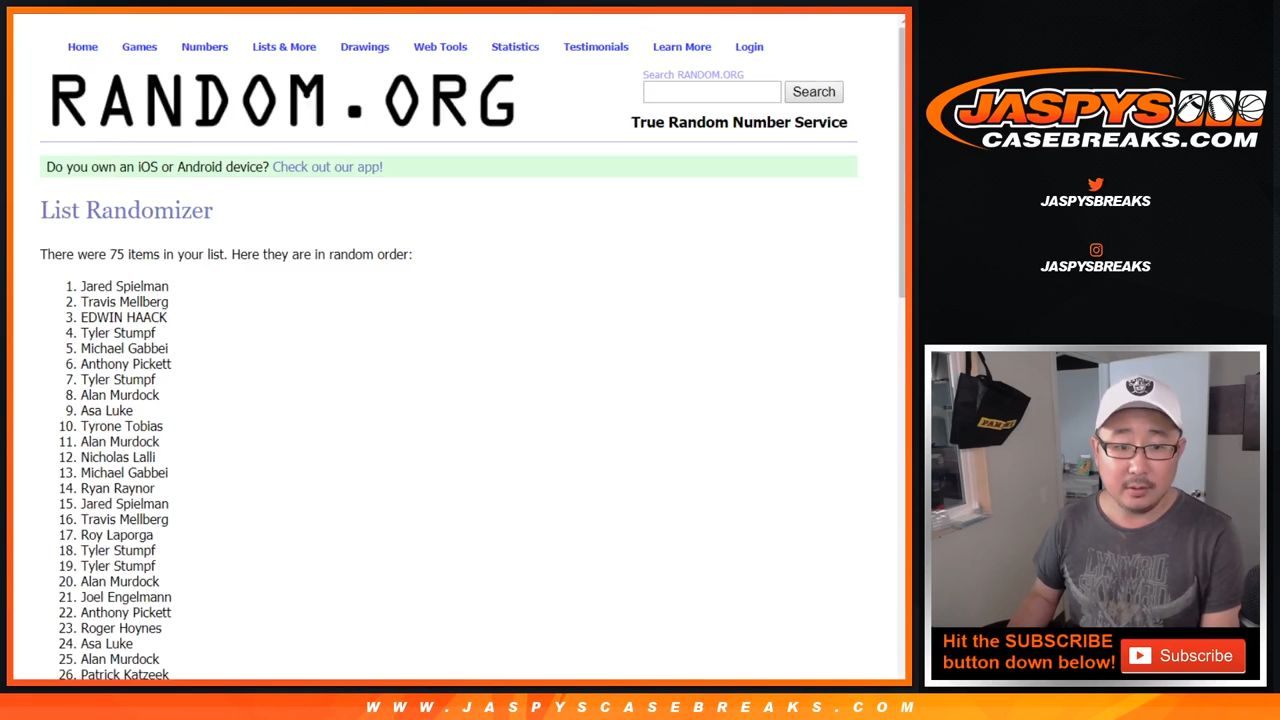 Home Games Numbers Lists & More Drawings Web Tools Statistics Testimonials Learn More Login
RANDOM.ORG
Search RANDOM.ORG
Search
True Random Number Service
Do you own an iOS or Android device? Check out our app!
List Randomizer
There were 75 items in your list. Here they are in random order:
1. Jared Spielman
2. Travis Mellberg
3. EDWIN HAACK
4. Tyler Stumpf
5. Michael Gabbei
6. Anthony Pickett
7. Tyler Stumpf
8. Alan Murdock
9. Asa Luke
10. Tyrone Tobias
11. Alan Murdock
12. Nicholas Lalli
13. Michael Gabbei
14. Ryan Raynor
15. Jared Spielman
16. Travis Mellberg
17. Roy Laporga
18. Tyler Stumpf
19. Tyler Stumpf
20. Alan Murdock
21. Joel Engelmann
22. Anthony Pickett
23. Roger Hoynes
24. Asa Luke
25. Alan Murdock
26. Patrick Katzeek
JASPYS
CASEBREAKS.COM
JASPYSBREAKS
JASPYSBREAKS
PANINI
LYNYRD
SKYNYRD
Hit the SUBSCRIBE
button down below!
Subscribe
WWW.JASPYSCASEBREAKS.COM